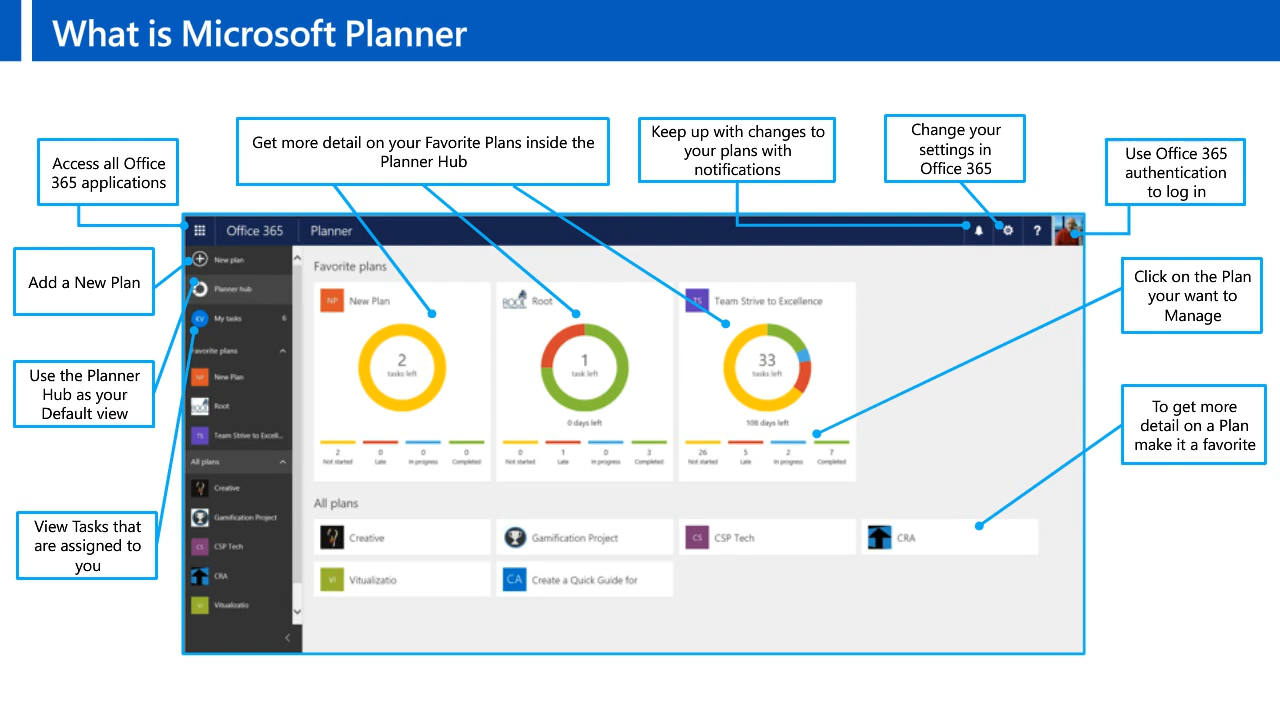 What is Microsoft Planner
Get more detail on your Favorite Plans inside the
Planner Hub
Keep up with changes to
your plans with
notifications
Change your
settings in
Office 365
Access all Office
365 applications
Use Office 365
authentication
to log in
Add a New Plan
Use the Planner
Hub as your
Default view
View Tasks that
are assigned to
you
Click on the Plan
your want to
Manage
To get more
detail on a Plan
make it a favorite
Office 365
Planner
?
New plan
Planner hub
KV My tasks 6
Favorite plans
NP New Plan
ROOT Root
TS Team Strive to Excell...
All plans
Creative
Gamification Project
CS CSP Tech
CRA
VI Vitualizatio
Favorite plans
NP New Plan
2
tasks left
2 0 0 0
Not started Late In progress Completed
ROOT Root
1
task left
0 days left
0 1 0 3
Not started Late In progress Completed
TS Team Strive to Excellence
33
tasks left
108 days left
26 5 2 7
Not started Late In progress Completed
All plans
Creative
Gamification Project
CS CSP Tech
CRA
VI Vitualizatio
CA Create a Quick Guide for